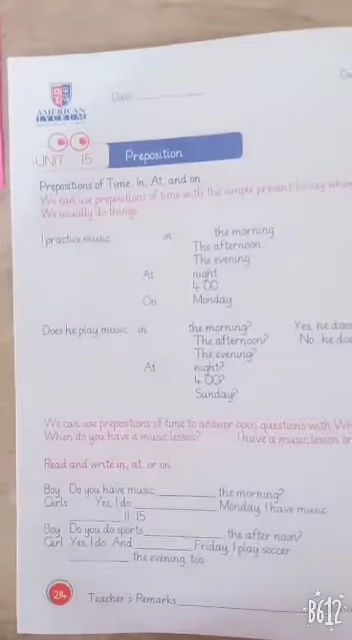 AMERICAN
LYCEUM
Date
UNIT 15
Preposition
Prepositions of Time: In, At, and on
We can use prepositions of time with the simple present to say when
We usually do things
I practice music in the morning
The afternoon
The evening
At night
4:00
On Monday
Does he play music in the morning? Yes, he does
The afternoon? No, he
The evening?
At night?
4:00?
Sunday?
We can use prepositions of time to answer open questions with
When do you have a music lesson? I have a music lesson
Read and write in, at, or on
Boy Do you have music the morning?
Girls Yes, I do Monday, I have music
11 15
Boy Do you do sports the after noon?
Girl Yes, I do. And Friday, I play soccer
the evening, too
24 Teacher's Remarks
B612